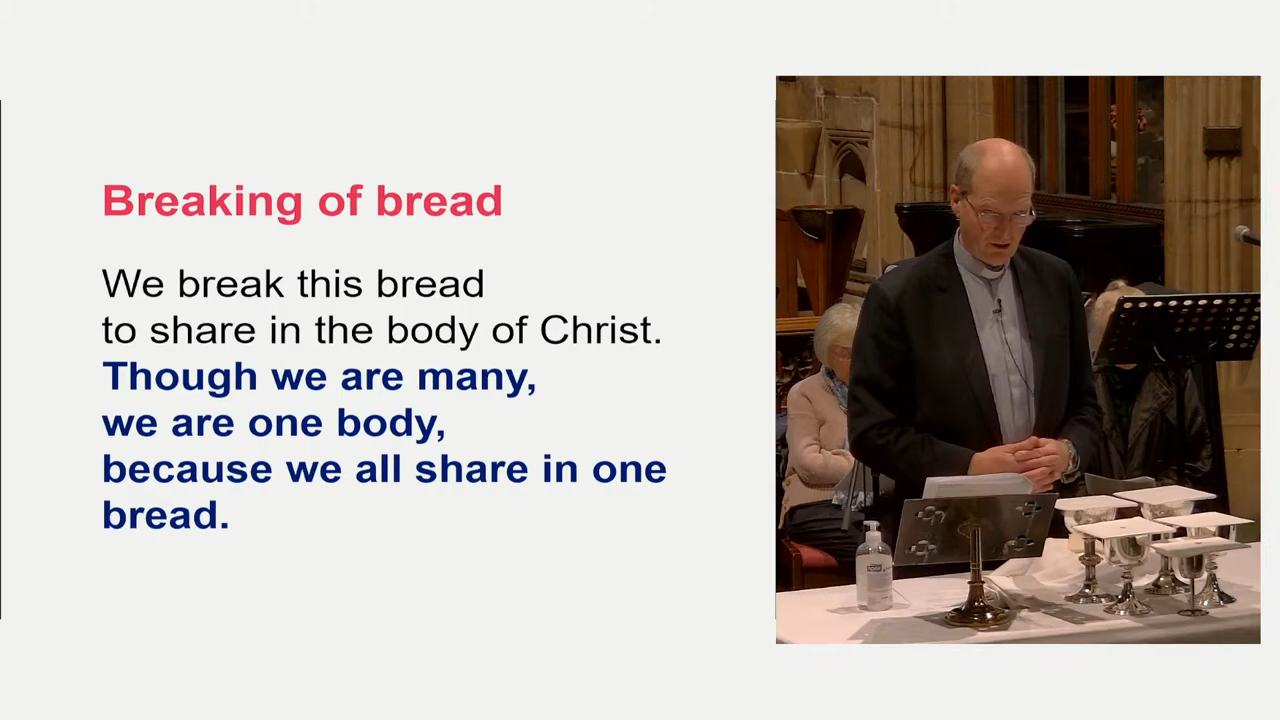 Breaking of bread
We break this bread
to share in the body of Christ.
Though we are many,
we are one body,
because we all share in one
bread.